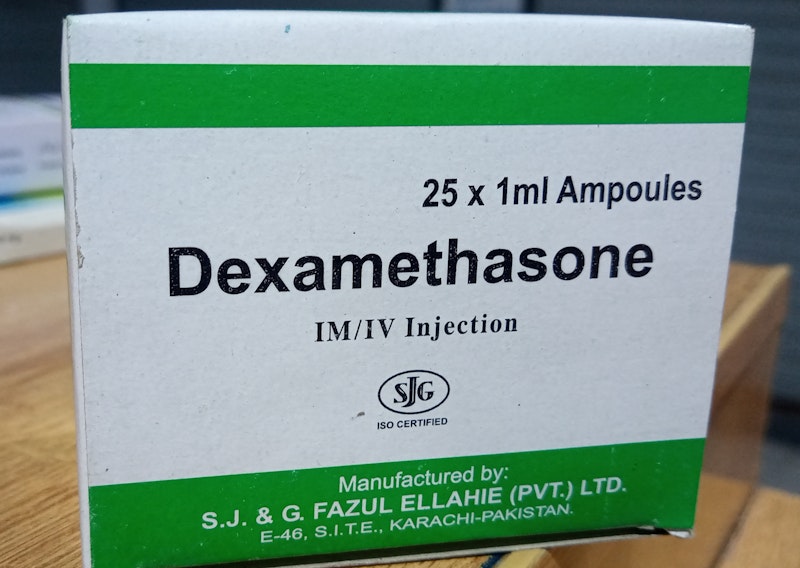 25 x 1ml Ampoules
Dexamethasone
IM/IV Injection
SJG
ISO CERTIFIED
Manufactured by:
S.J. & G. FAZUL ELLAHIE (PVT.) LTD.
E-46, S.I.T.E., KARACHI-PAKISTAN.